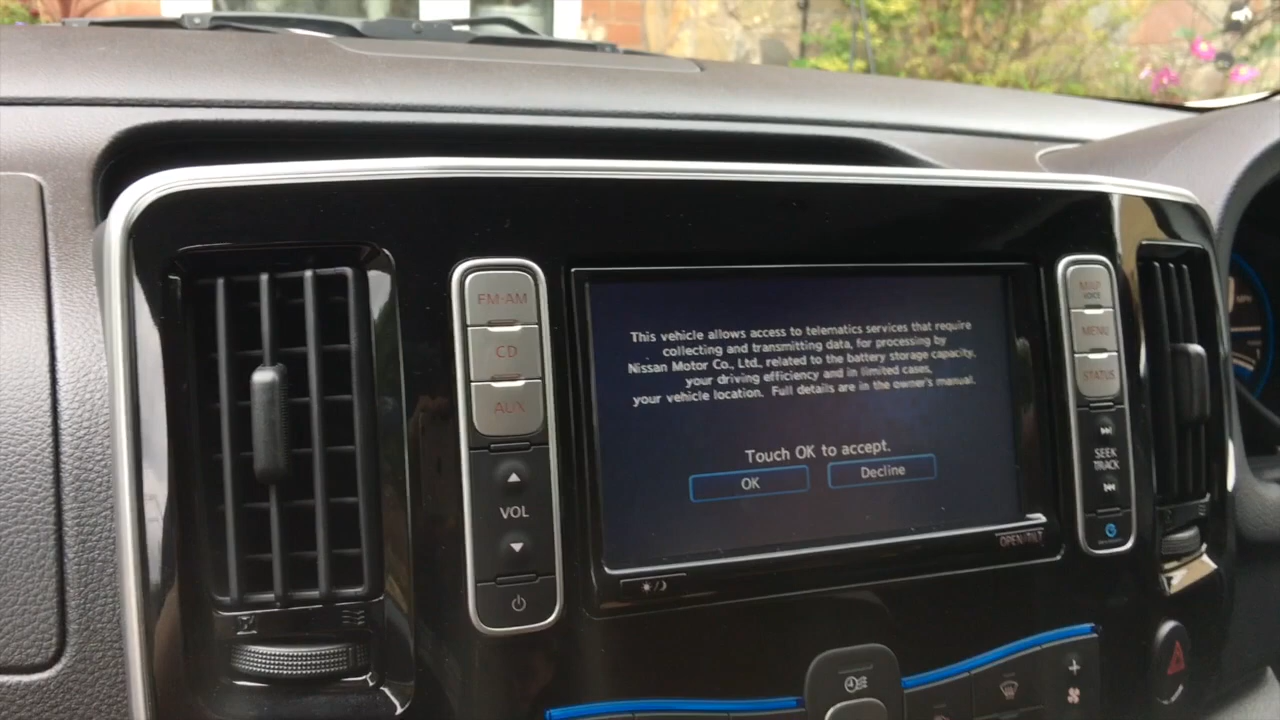 FM·AM
CD
AUX
VOL
This vehicle allows access to telematics services that require
collecting and transmitting data, for processing by
Nissan Motor Co., Ltd., related to the battery storage capacity,
your driving efficiency and in limited cases,
your vehicle location. Full details are in the owner's manual.
Touch OK to accept.
OK
Decline
OPEN/TILT
MAP
VOICE
MENU
STATUS
SEEK
TRACK